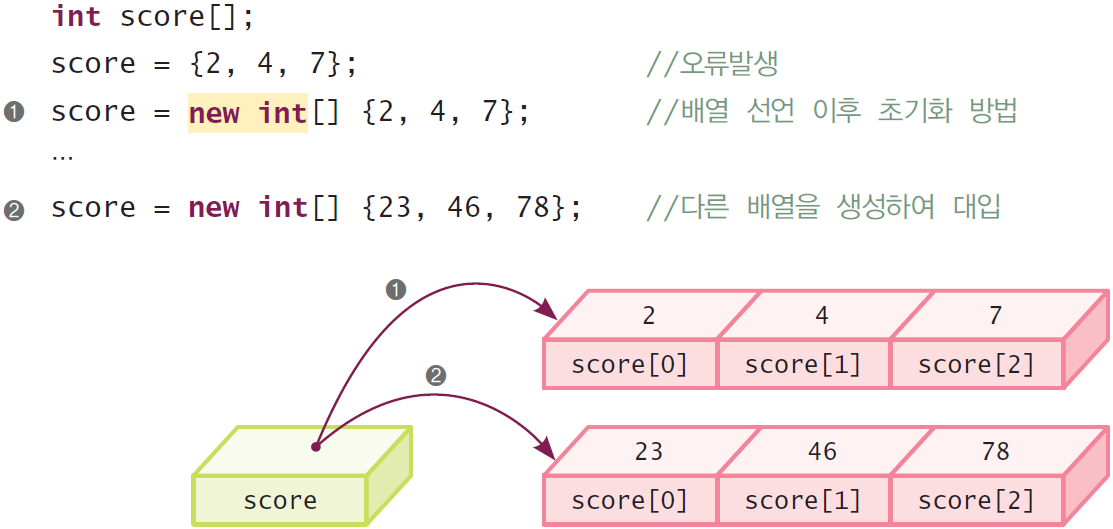 int score[];
score = {2, 4, 7}; //오류발생
❶ score = new int[] {2, 4, 7}; //배열 선언 이후 초기화 방법
…
❷ score = new int[] {23, 46, 78}; //다른 배열을 생성하여 대입
❶
2 4 7
score[0] score[1] score[2]
❷
23 46 78
score score[0] score[1] score[2]